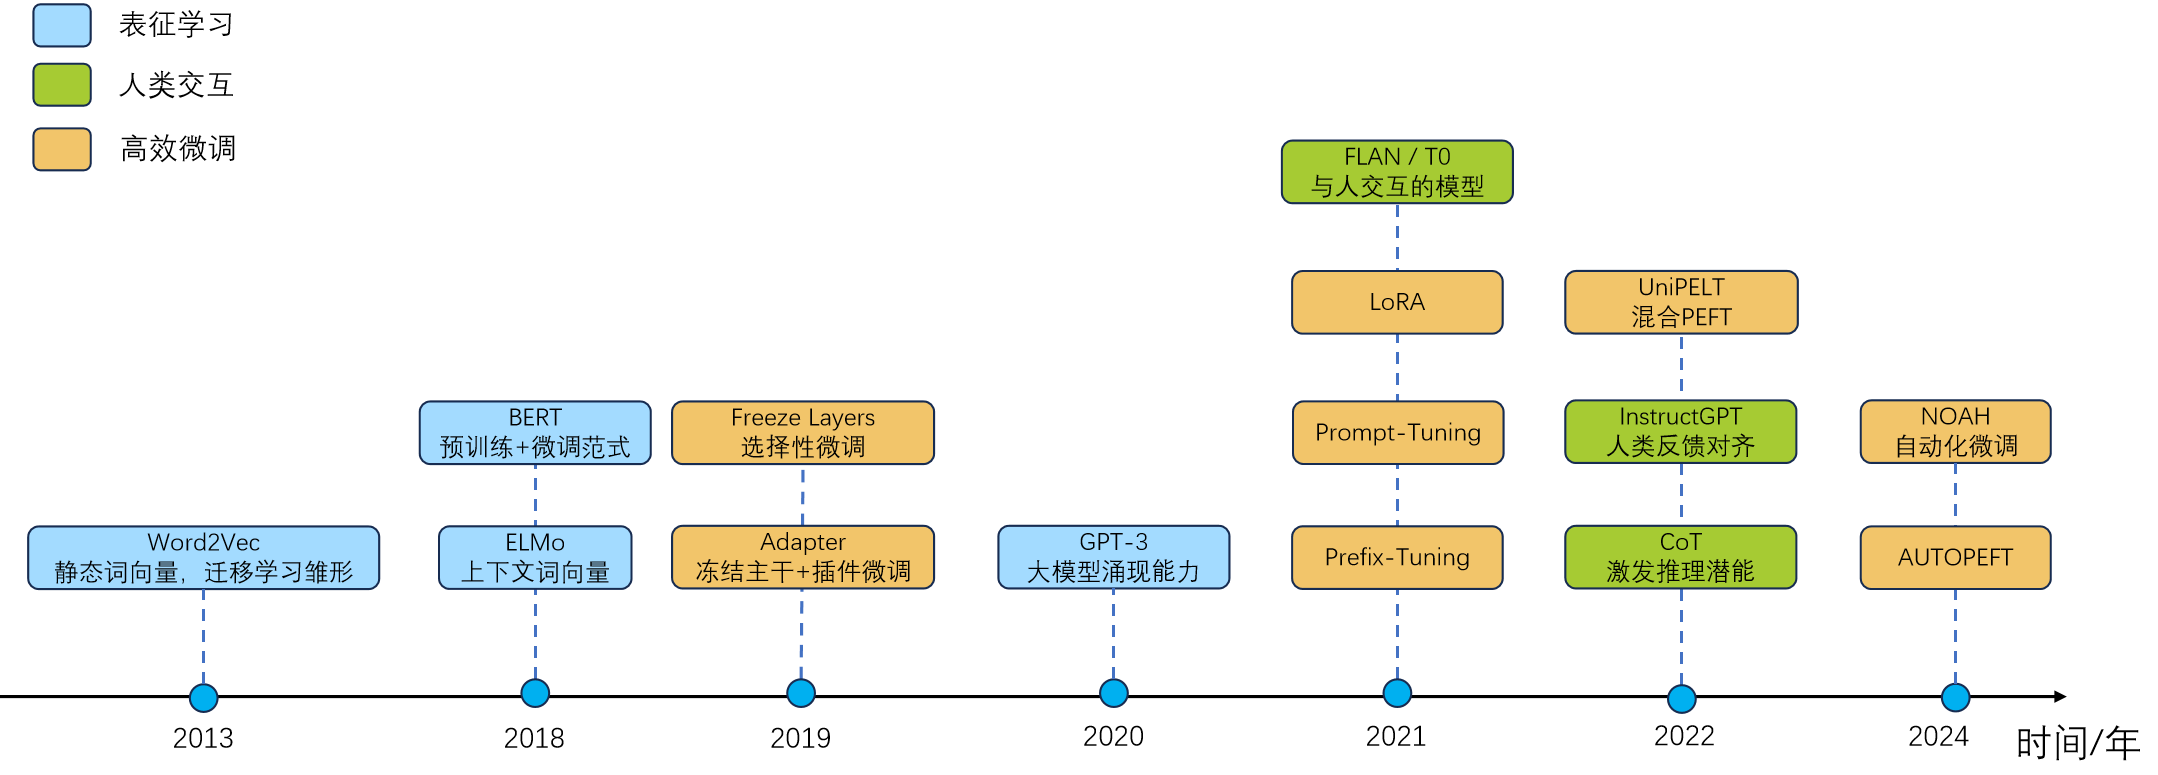 表征学习
人类交互
高效微调
FLAN / T0
与人交互的模型
LoRA
UniPELT
混合PEFT
BERT
预训练+微调范式
Freeze Layers
选择性微调
Prompt-Tuning
InstructGPT
人类反馈对齐
NOAH
自动化微调
Word2Vec
静态词向量，迁移学习雏形
ELMo
上下文词向量
Adapter
冻结主干+插件微调
GPT-3
大模型涌现能力
Prefix-Tuning
CoT
激发推理潜能
AUTOPEFT
2013
2018
2019
2020
2021
2022
2024
时间/年